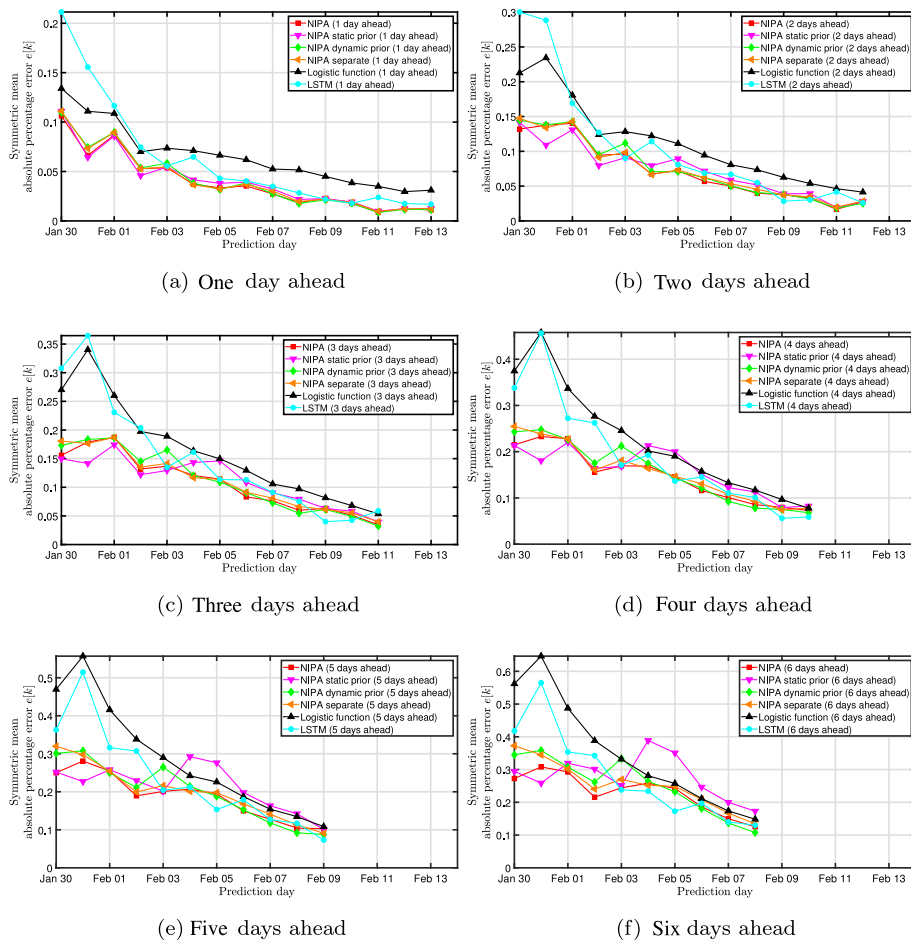 0.2
0.15
0.1
0.05
0
Symmetric mean
absolute percentage error e[k]
NIPA (1 day ahead)
NIPA static prior (1 day ahead)
NIPA dynamic prior (1 day ahead)
NIPA separate (1 day ahead)
Logistic function (1 day ahead)
LSTM (1 day ahead)
Jan 30 Feb 01 Feb 03 Feb 05 Feb 07 Feb 09 Feb 11 Feb 13
Prediction day
(a) One day ahead
0.3
0.25
0.2
0.15
0.1
0.05
0
Symmetric mean
absolute percentage error e[k]
NIPA (2 days ahead)
NIPA static prior (2 days ahead)
NIPA dynamic prior (2 days ahead)
NIPA separate (2 days ahead)
Logistic function (2 days ahead)
LSTM (2 days ahead)
Jan 30 Feb 01 Feb 03 Feb 05 Feb 07 Feb 09 Feb 11 Feb 13
Prediction day
(b) Two days ahead
0.35
0.3
0.25
0.2
0.15
0.1
0.05
0
Symmetric mean
absolute percentage error e[k]
NIPA (3 days ahead)
NIPA static prior (3 days ahead)
NIPA dynamic prior (3 days ahead)
NIPA separate (3 days ahead)
Logistic function (3 days ahead)
LSTM (3 days ahead)
Jan 30 Feb 01 Feb 03 Feb 05 Feb 07 Feb 09 Feb 11 Feb 13
Prediction day
(c) Three days ahead
0.4
0.3
0.2
0.1
0
Symmetric mean
absolute percentage error e[k]
NIPA (4 days ahead)
NIPA static prior (4 days ahead)
NIPA dynamic prior (4 days ahead)
NIPA separate (4 days ahead)
Logistic function (4 days ahead)
LSTM (4 days ahead)
Jan 30 Feb 01 Feb 03 Feb 05 Feb 07 Feb 09 Feb 11 Feb 13
Prediction day
(d) Four days ahead
0.5
0.4
0.3
0.2
0.1
0
Symmetric mean
absolute percentage error e[k]
NIPA (5 days ahead)
NIPA static prior (5 days ahead)
NIPA dynamic prior (5 days ahead)
NIPA separate (5 days ahead)
Logistic function (5 days ahead)
LSTM (5 days ahead)
Jan 30 Feb 01 Feb 03 Feb 05 Feb 07 Feb 09 Feb 11 Feb 13
Prediction day
(e) Five days ahead
0.6
0.5
0.4
0.3
0.2
0.1
0
Symmetric mean
absolute percentage error e[k]
NIPA (6 days ahead)
NIPA static prior (6 days ahead)
NIPA dynamic prior (6 days ahead)
NIPA separate (6 days ahead)
Logistic function (6 days ahead)
LSTM (6 days ahead)
Jan 30 Feb 01 Feb 03 Feb 05 Feb 07 Feb 09 Feb 11 Feb 13
Prediction day
(f) Six days ahead